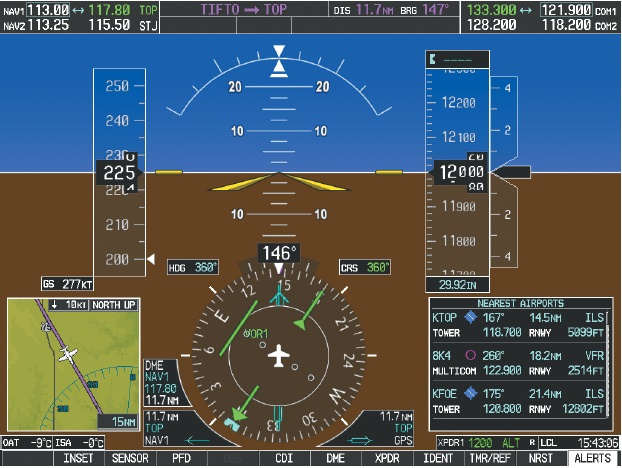 NAV1 113.00 ↔ 117.80 TOP
NAV2 113.25 115.50 STJ
TIFTO → TOP DIS 11.7NM BRG 147°
133.300 ↔ 121.900 COM1
128.200 118.200 COM2
250
240
225
220
210
200
GS 277KT
20 20
10 10
10 10
12200
12100
12000
20
80
11900
11800
29.92IN
4
2
2
4
146°
HDG 360°
CRS 360°
12 15 S 21 24 W 30 33 3 6 E
VOR1
↓ 10KT NORTH UP
15NM
DME
NAV1
117.80
11.7NM
11.7NM
TOP
NAV1
11.7NM
TOP
GPS
NEAREST AIRPORTS
KTOP 167° 14.5NM ILS
TOWER 118.700 RNWY 5099FT
8K4 260° 18.2NM VFR
MULTICOM 122.900 RNWY 2514FT
KFOE 175° 21.4NM ILS
TOWER 120.800 RNWY 12802FT
OAT -9°C ISA -0°C
XPDR1 1200 ALT R LCL 15:43:06
INSET SENSOR PFD CDI DME XPDR IDENT TMR/REF NRST ALERTS